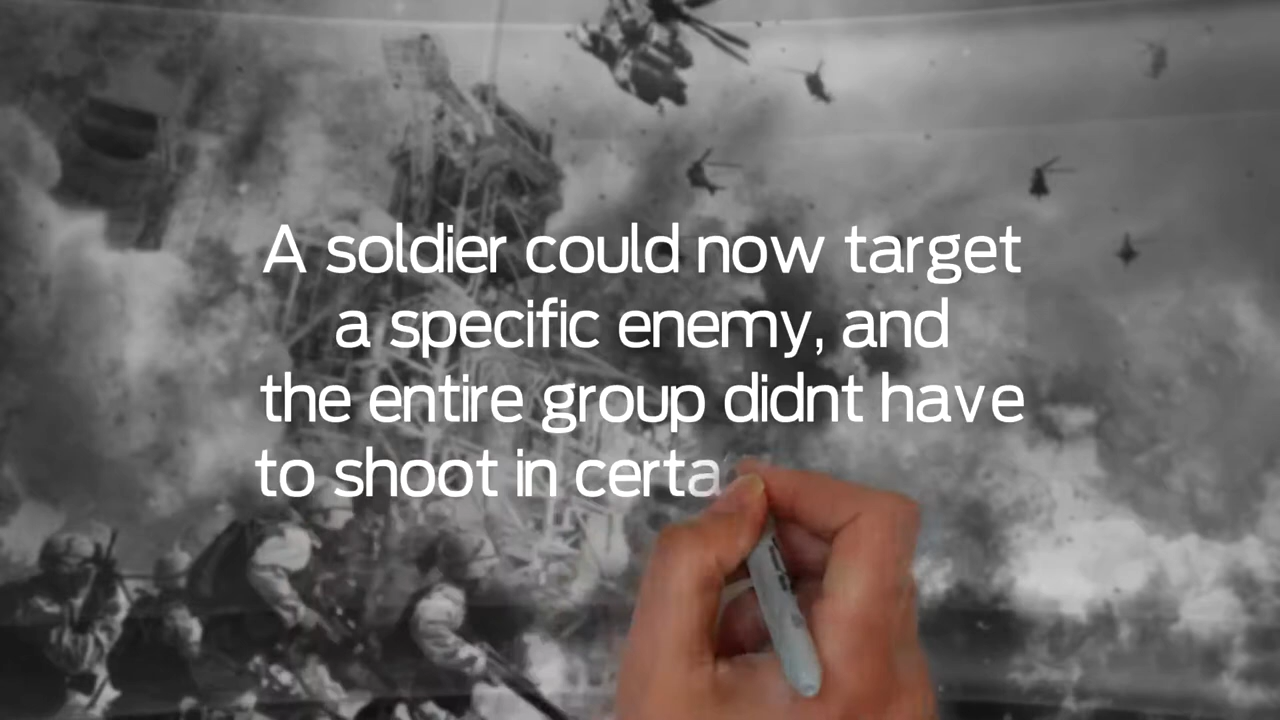 A soldier could now target
a specific enemy, and
the entire group didnt have
to shoot in certa